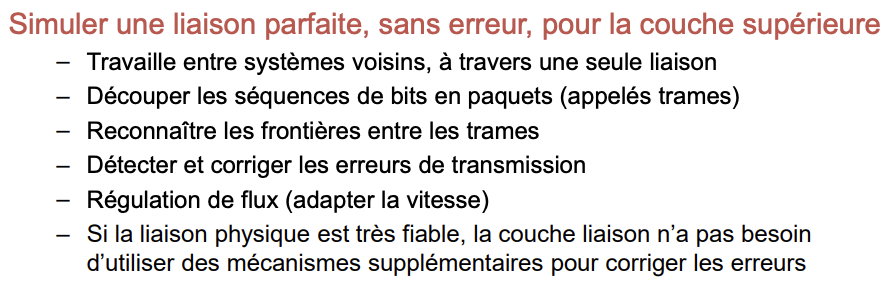 Simuler une liaison parfaite, sans erreur, pour la couche supérieure
– Travaille entre systèmes voisins, à travers une seule liaison
– Découper les séquences de bits en paquets (appelés trames)
– Reconnaître les frontières entre les trames
– Détecter et corriger les erreurs de transmission
– Régulation de flux (adapter la vitesse)
– Si la liaison physique est très fiable, la couche liaison n’a pas besoin
d’utiliser des mécanismes supplémentaires pour corriger les erreurs